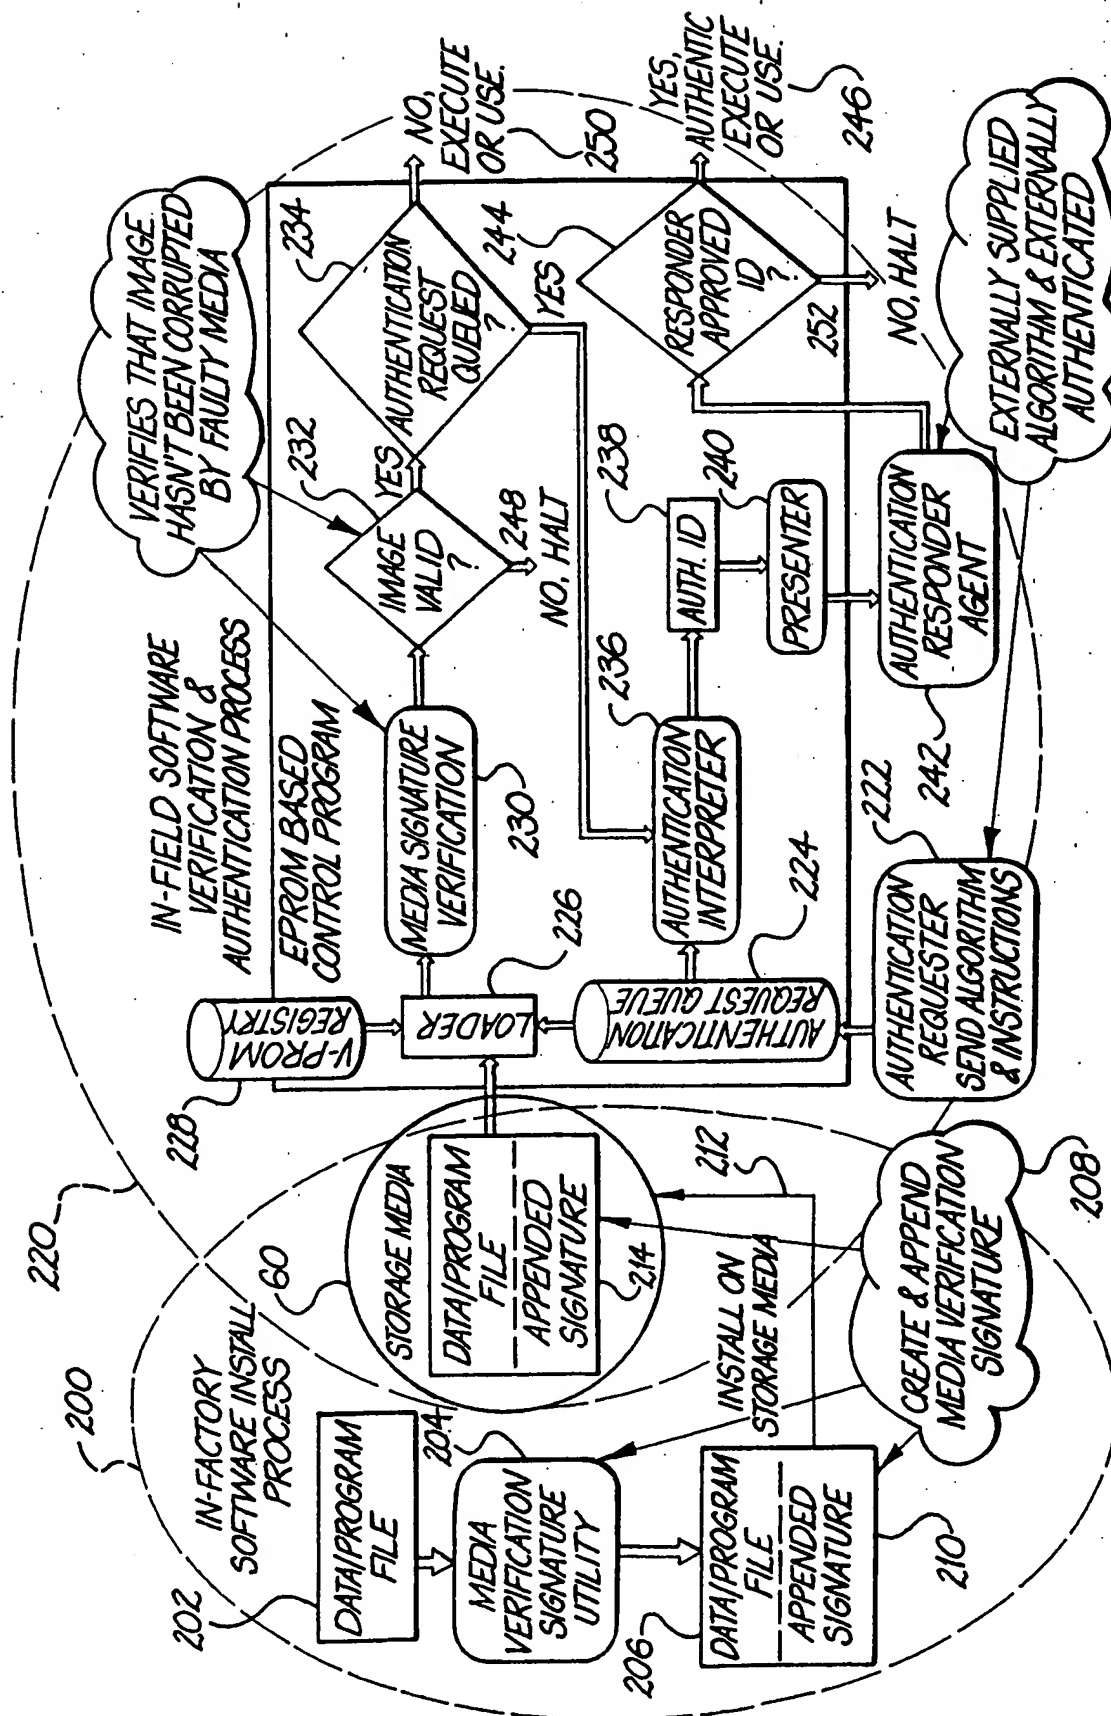 200
IN-FACTORY
SOFTWARE INSTALL
PROCESS
202
DATA/PROGRAM
FILE
204
MEDIA
VERIFICATION
SIGNATURE
UTILITY
206
DATA/PROGRAM
FILE
APPENDED
SIGNATURE
210
INSTALL ON
STORAGE MEDIA
212
CREATE & APPEND
MEDIA VERIFICATION
SIGNATURE
208
60
STORAGE MEDIA
DATA/PROGRAM
FILE
APPENDED
SIGNATURE
214
220
IN-FIELD SOFTWARE
VERIFICATION &
AUTHENTICATION PROCESS
228
V-PROM
REGISTRY
EPROM BASED
CONTROL PROGRAM
LOADER
226
AUTHENTICATION
REQUEST QUEUE
224
AUTHENTICATION
REQUESTER
SEND ALGORITHM
& INSTRUCTIONS
222
MEDIA SIGNATURE
VERIFICATION
230
VERIFIES THAT IMAGE
HASN'T BEEN CORRUPTED
BY FAULTY MEDIA
IMAGE
VALID
?
232
YES
248
NO, HALT
AUTHENTICATION
REQUEST
QUEUED
?
234
YES
NO,
EXECUTE
OR USE.
250
AUTHENTICATION
INTERPRETER
236
AUTH. ID
238
PRESENTER
240
AUTHENTICATION
RESPONDER
AGENT
242
RESPONDER
APPROVED
ID
?
244
YES,
AUTHENTIC
(EXECUTE
OR USE.
246
252
NO, HALT
EXTERNALLY SUPPLIED
ALGORITHM & EXTERNALLY
AUTHENTICATED